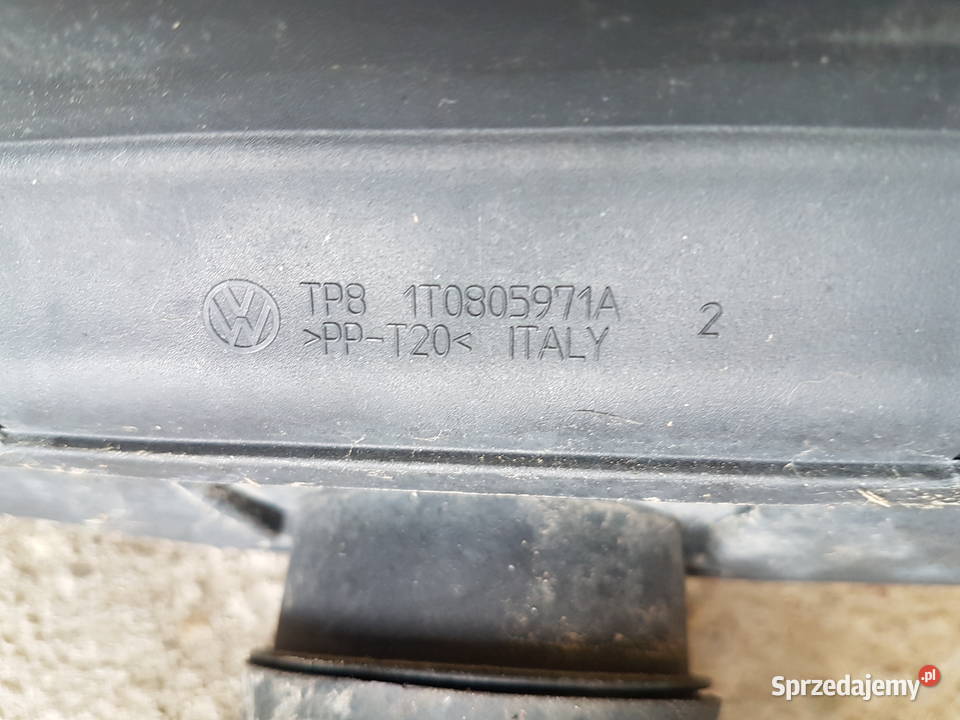 TP8 1T0805971A 2
>PP-T20< ITALY
Sprzedajemy.pl